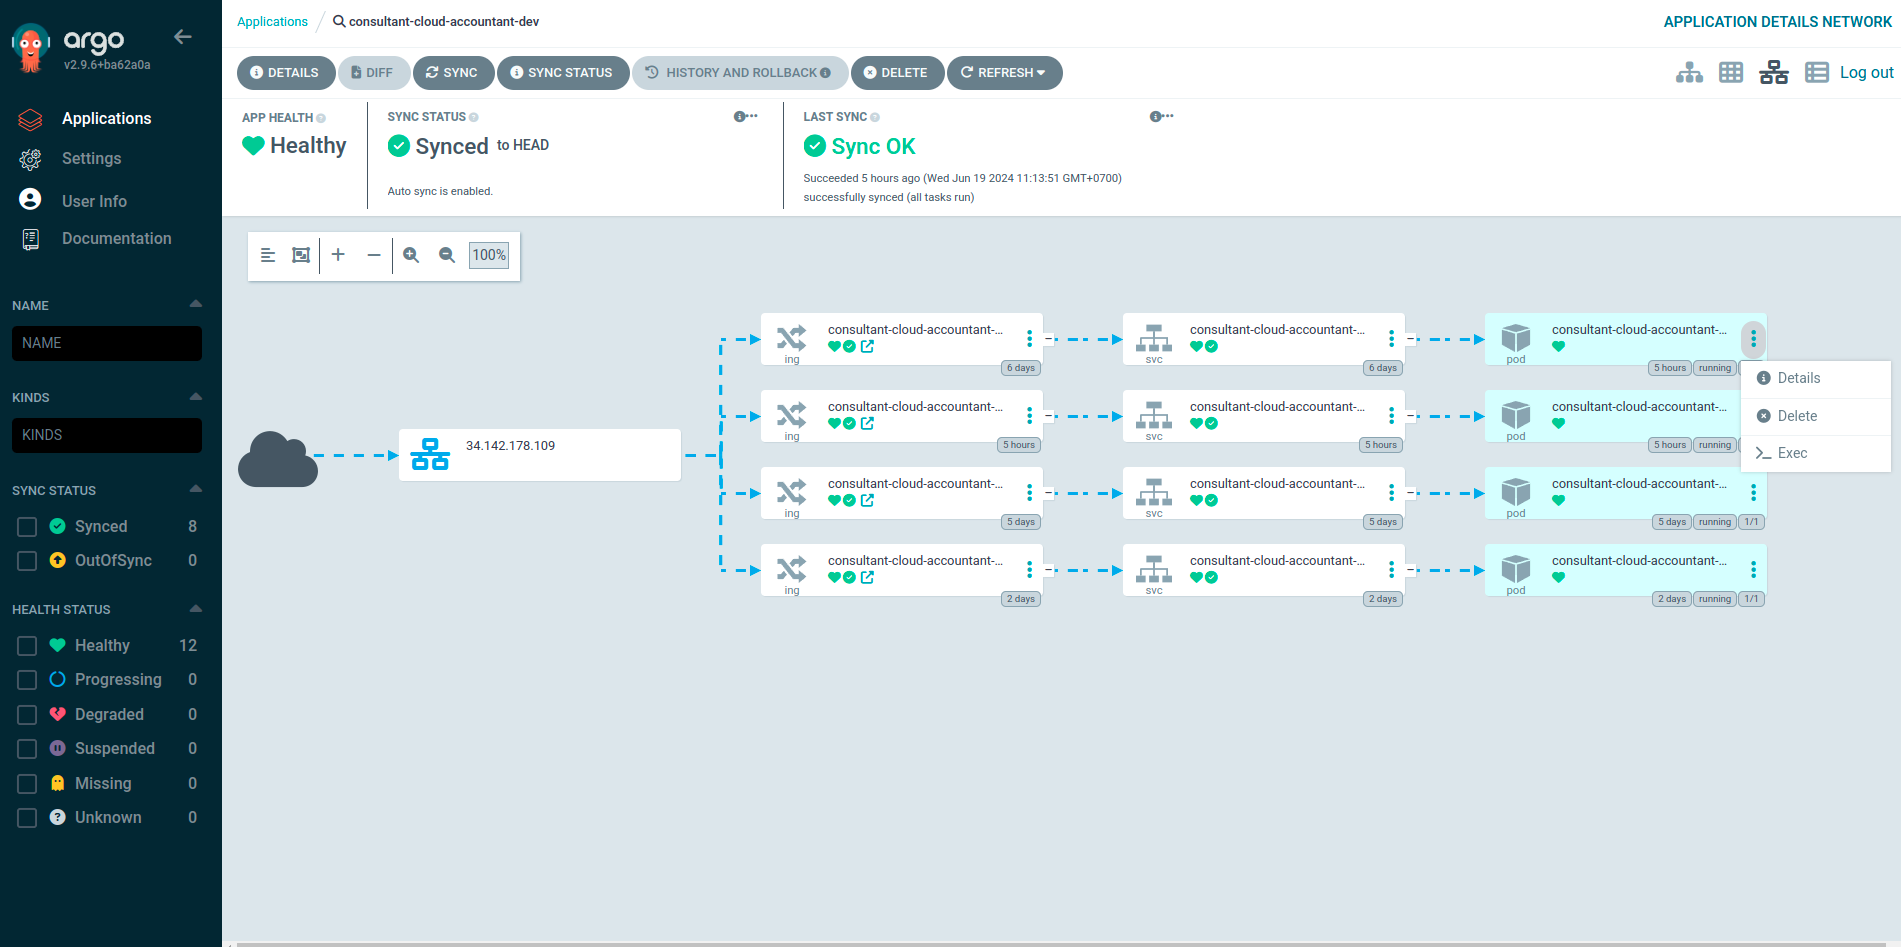 argo
v2.9.6+ba62a0a
Applications
Settings
User Info
Documentation
NAME
NAME
KINDS
KINDS
SYNC STATUS
Synced 8
OutOfSync 0
HEALTH STATUS
Healthy 12
Progressing 0
Degraded 0
Suspended 0
Missing 0
Unknown 0
Applications / consultant-cloud-accountant-dev
APPLICATION DETAILS NETWORK
DETAILS DIFF SYNC SYNC STATUS HISTORY AND ROLLBACK DELETE REFRESH
Log out
APP HEALTH
Healthy
SYNC STATUS
Synced to HEAD
Auto sync is enabled.
LAST SYNC
Sync OK
Succeeded 5 hours ago (Wed Jun 19 2024 11:13:51 GMT+0700)
successfully synced (all tasks run)
100%
34.142.178.109
consultant-cloud-accountant-...
ing
6 days
consultant-cloud-accountant-...
svc
6 days
consultant-cloud-accountant-...
pod
5 hours running
consultant-cloud-accountant-...
ing
5 hours
consultant-cloud-accountant-...
svc
5 hours
consultant-cloud-accountant-...
pod
5 hours running
consultant-cloud-accountant-...
ing
5 days
consultant-cloud-accountant-...
svc
5 days
consultant-cloud-accountant-...
pod
5 days running 1/1
consultant-cloud-accountant-...
ing
2 days
consultant-cloud-accountant-...
svc
2 days
consultant-cloud-accountant-...
pod
2 days running 1/1
Details
Delete
Exec